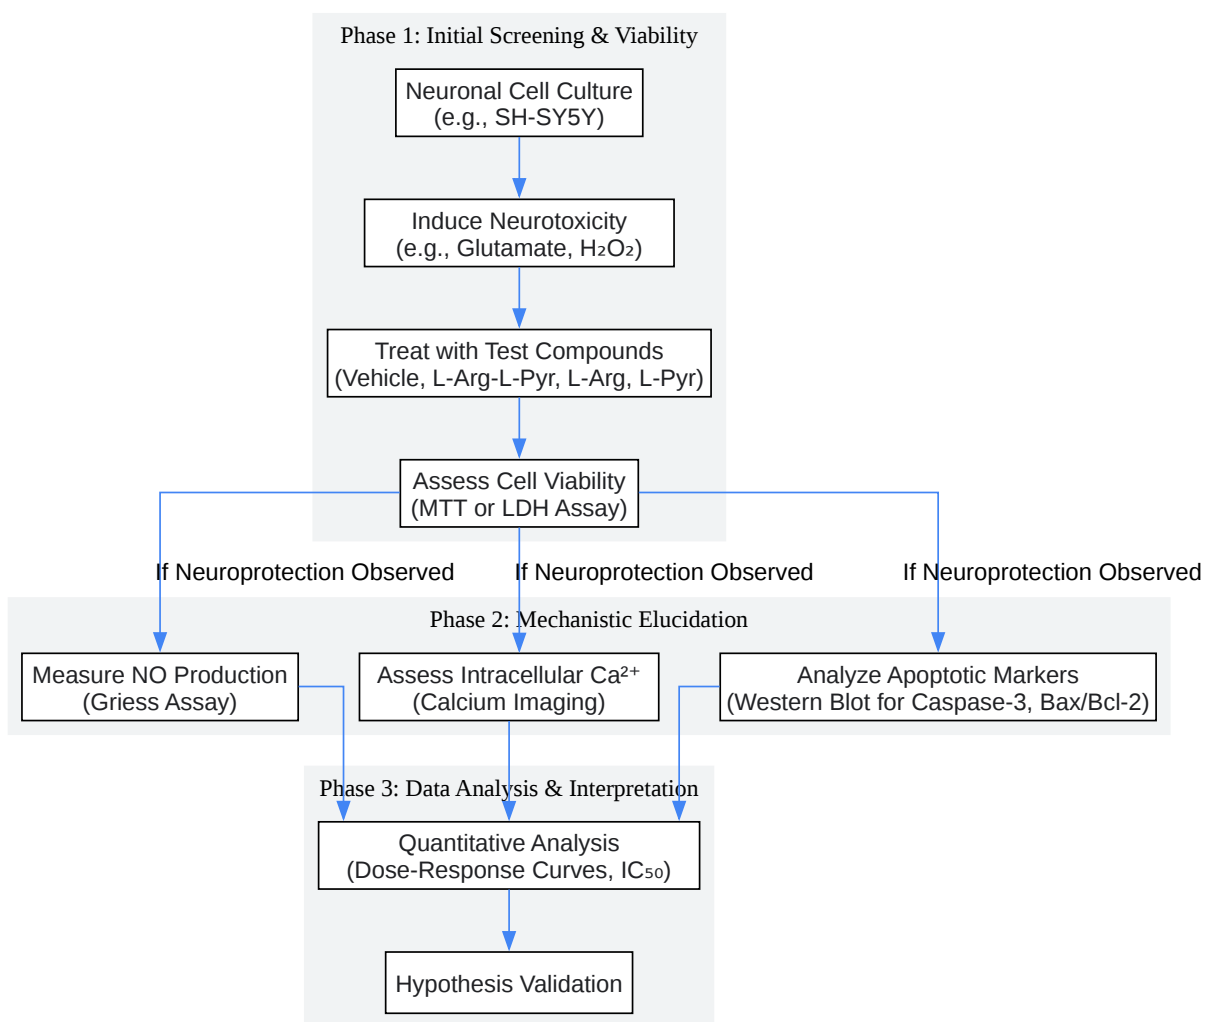 Phase 1: Initial Screening & Viability
Neuronal Cell Culture
(e.g., SH-SY5Y)
Induce Neurotoxicity
(e.g., Glutamate, H₂O₂)
Treat with Test Compounds
(Vehicle, L-Arg-L-Pyr, L-Arg, L-Pyr)
Assess Cell Viability
(MTT or LDH Assay)
If Neuroprotection Observed
If Neuroprotection Observed
If Neuroprotection Observed
Phase 2: Mechanistic Elucidation
Measure NO Production
(Griess Assay)
Assess Intracellular Ca²⁺
(Calcium Imaging)
Analyze Apoptotic Markers
(Western Blot for Caspase-3, Bax/Bcl-2)
Phase 3: Data Analysis & Interpretation
Quantitative Analysis
(Dose-Response Curves, IC₅₀)
Hypothesis Validation